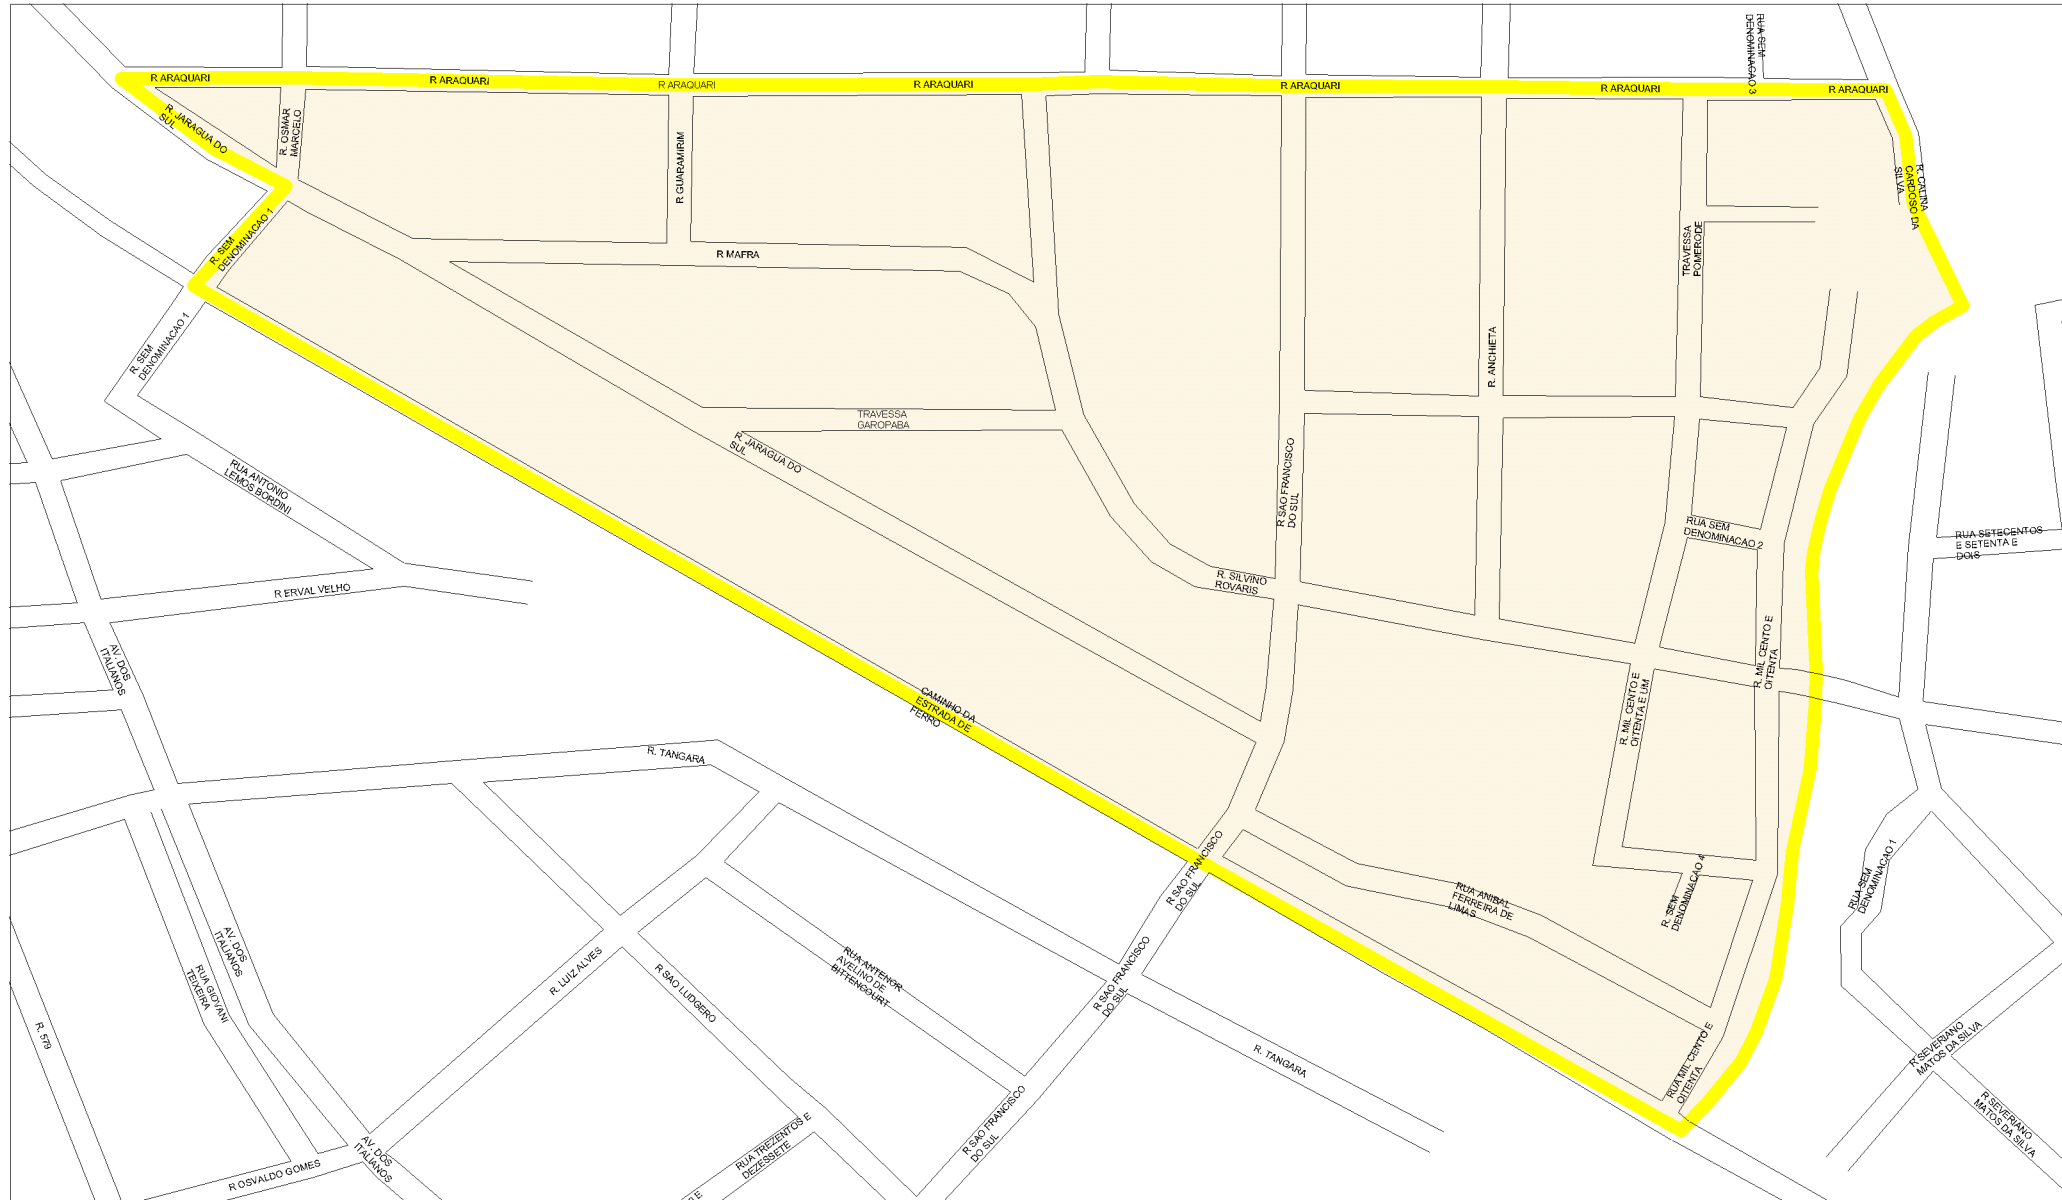 RUA SEM
DENOMINACAO 3
R ARAQUARI
R ARAQUARI
R ARAQUARI
R ARAQUARI
R ARAQUARI
R ARAQUARI
R ARAQUARI
R. JARAGUA DO
SUL
R. OSMAR
MARCELO
R GUARAMIRIM
R. CALINA
CARDOSO DA
SILVA
R. SEM
DENOMINACAO 1
R MAFRA
TRAVESSA
POMERODE
R. SEM
DENOMINACAO 1
R. ANCHIETA
TRAVESSA
GAROPABA
R. JARAGUA DO
SUL
RUA ANTONIO
LEMOS BORDINI
R SAO FRANCISCO
DO SUL
RUA SEM
DENOMINACAO 2
RUA SETECENTOS
E SETENTA E
DOIS
R. SILVINO
ROVARIS
R ERVAL VELHO
AV. DOS
ITALIANOS
R. MIL CENTO E
OITENTA
R. MIL CENTO E
OITENTA E UM
CAMINHO DA
ESTRADA DE
FERRO
R. TANGARA
R SAO FRANCISCO
DO SUL
RUA ANIBAL
FERREIRA DE
LIMAS
R. SEM
DENOMINACAO 4
RUA SEM
DENOMINACAO 1
AV. DOS
ITALIANOS
RUA GIOVANI
TEIXEIRA
R. LUIZ ALVES
R SAO LUDGERO
RUA ANTENOR
AVELINO DE
BITTENCOURT
R SAO FRANCISCO
DO SUL
R. 579
R. TANGARA
RUA MIL CENTO E
OITENTA
R SEVERIANO
MATOS DA SILVA
R SEVERIANO
MATOS DA SILVA
R SAO FRANCISCO
DO SUL
RUA TREZENTOS E
DEZESSETE
AV. DOS
ITALIANOS
R OSVALDO GOMES